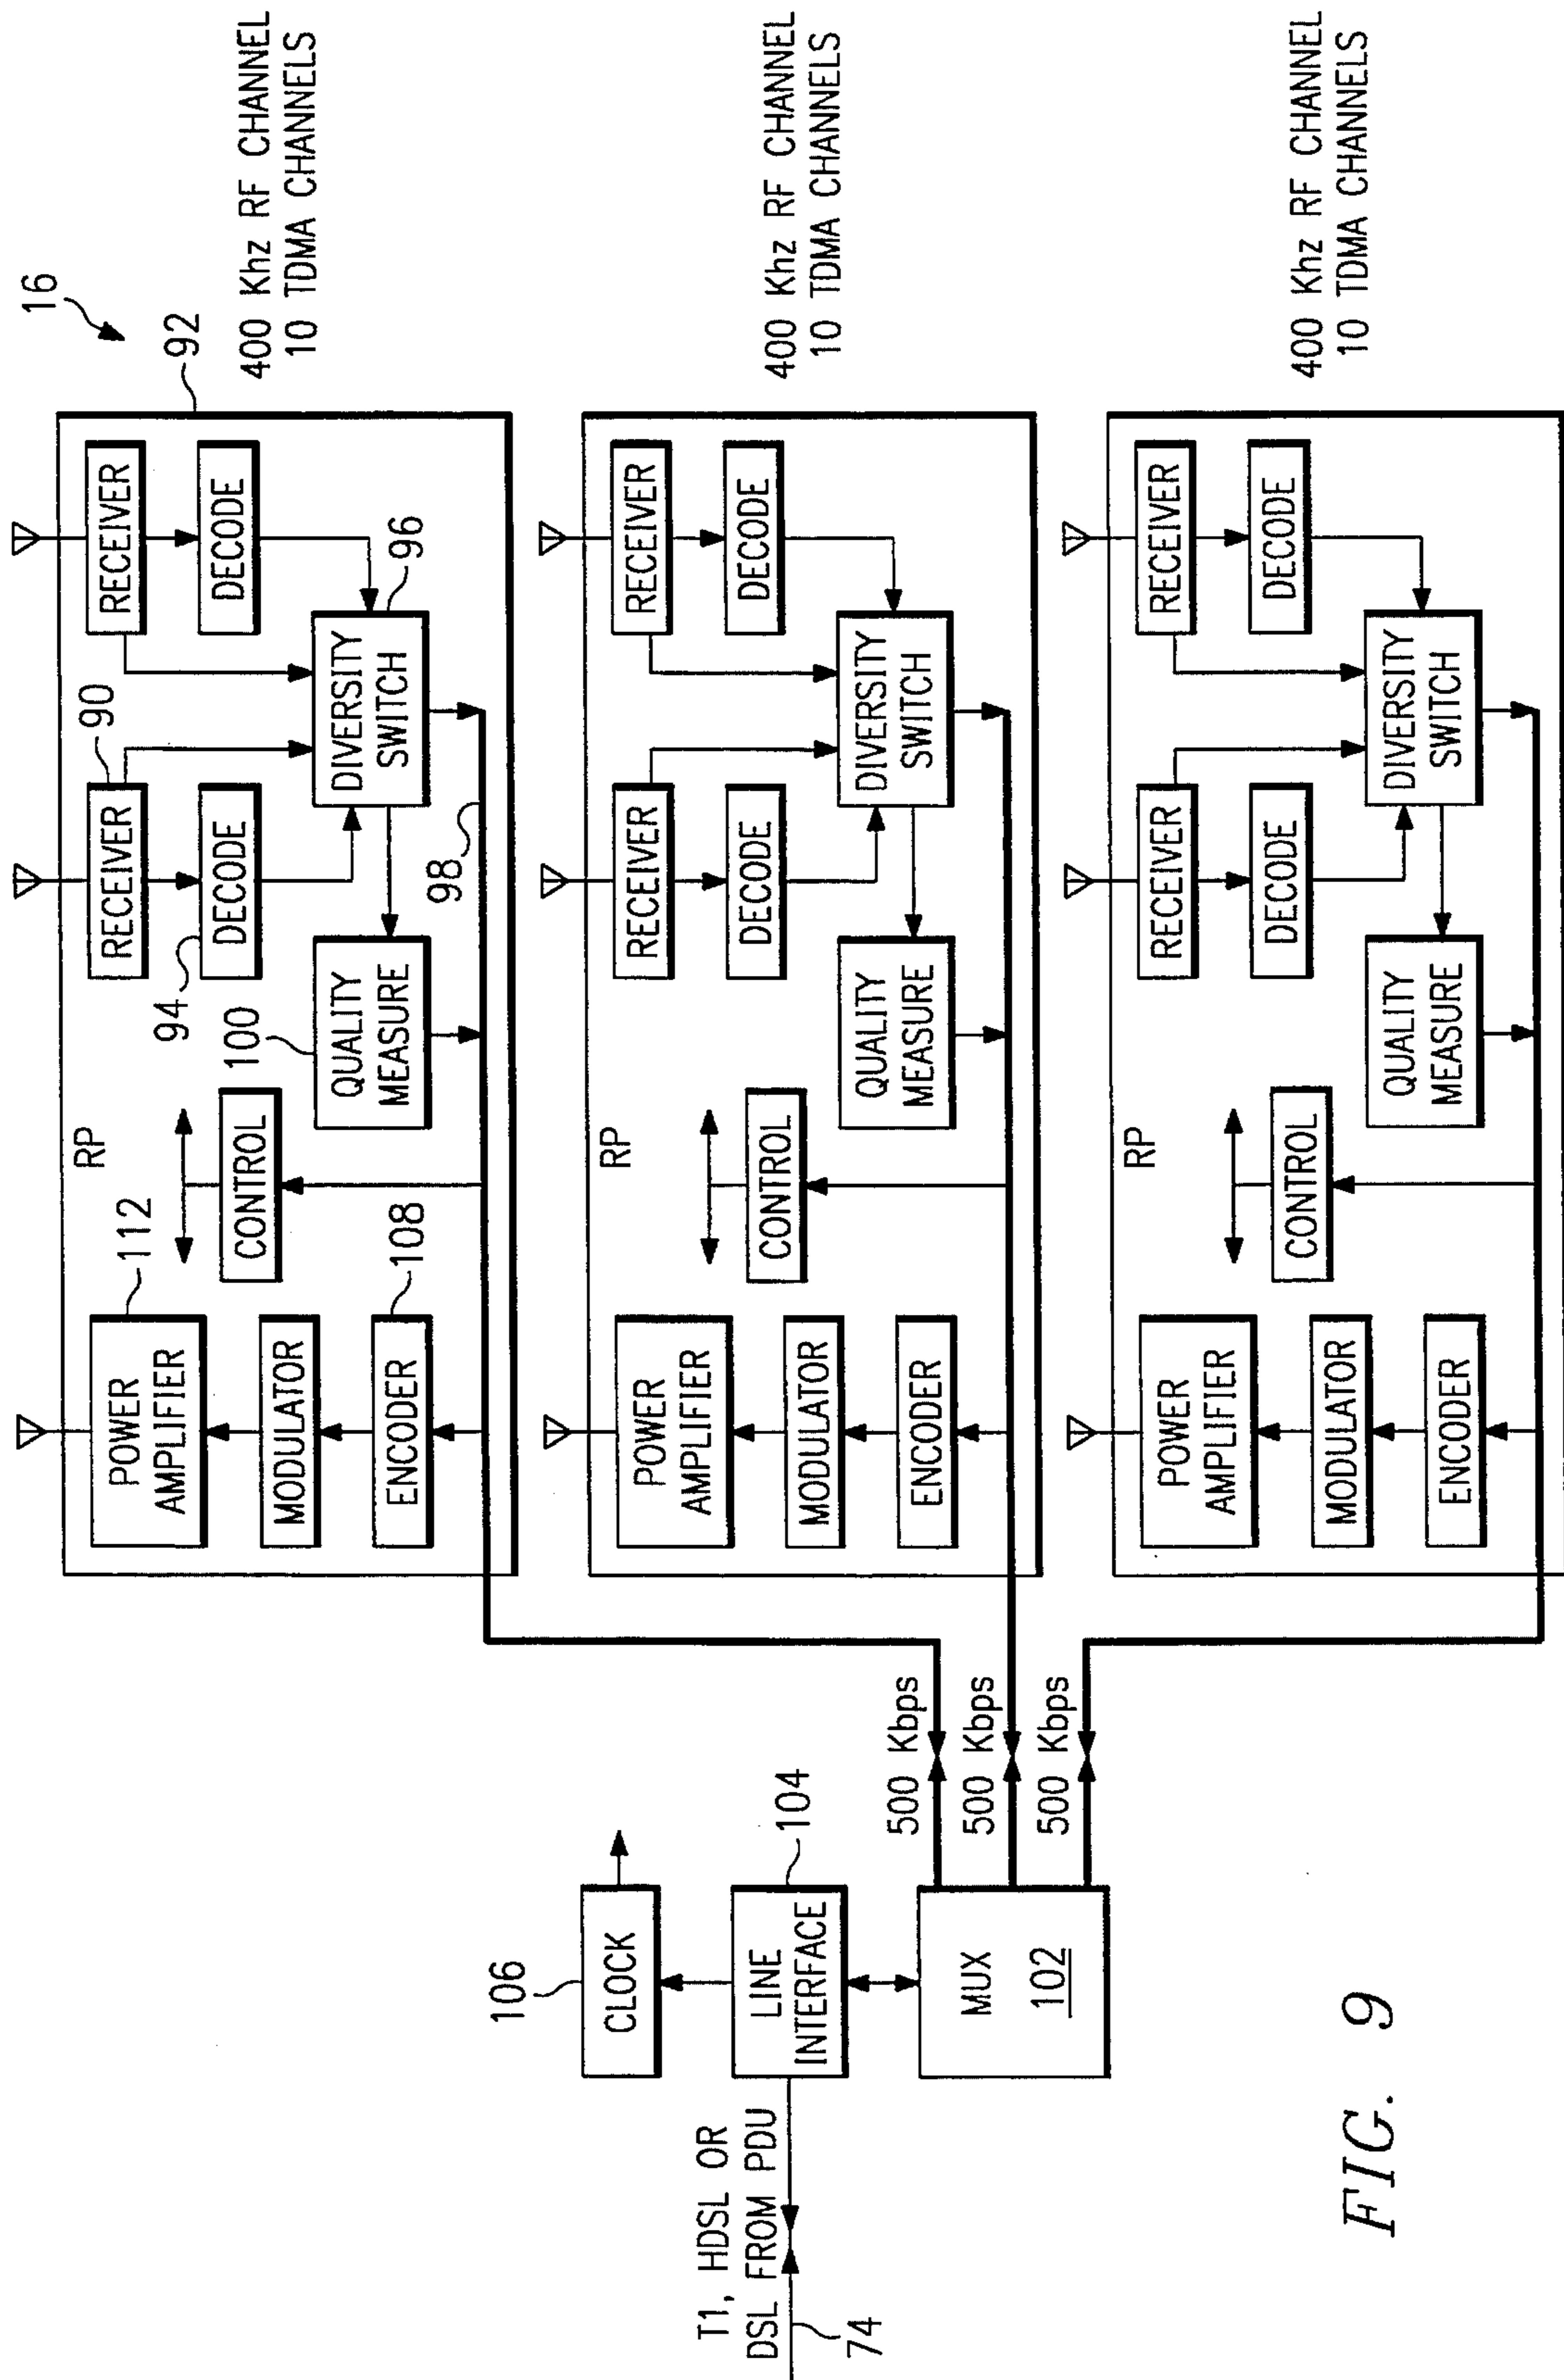 16
92
RP
112
POWER
AMPLIFIER
MODULATOR
ENCODER
108
CONTROL
100
QUALITY
MEASURE
94
RECEIVER
90
DECODE
DIVERSITY
SWITCH
96
98
RECEIVER
DECODE
400 Khz RF CHANNEL
10 TDMA CHANNELS
RP
POWER
AMPLIFIER
MODULATOR
ENCODER
CONTROL
QUALITY
MEASURE
RECEIVER
DECODE
DIVERSITY
SWITCH
RECEIVER
DECODE
400 Khz RF CHANNEL
10 TDMA CHANNELS
RP
POWER
AMPLIFIER
MODULATOR
ENCODER
CONTROL
QUALITY
MEASURE
RECEIVER
DECODE
DIVERSITY
SWITCH
RECEIVER
DECODE
400 Khz RF CHANNEL
10 TDMA CHANNELS
106
CLOCK
104
LINE
INTERFACE
T1, HDSL OR
DSL FROM PDU
74
MUX
102
500 Kbps
500 Kbps
500 Kbps
FIG. 9